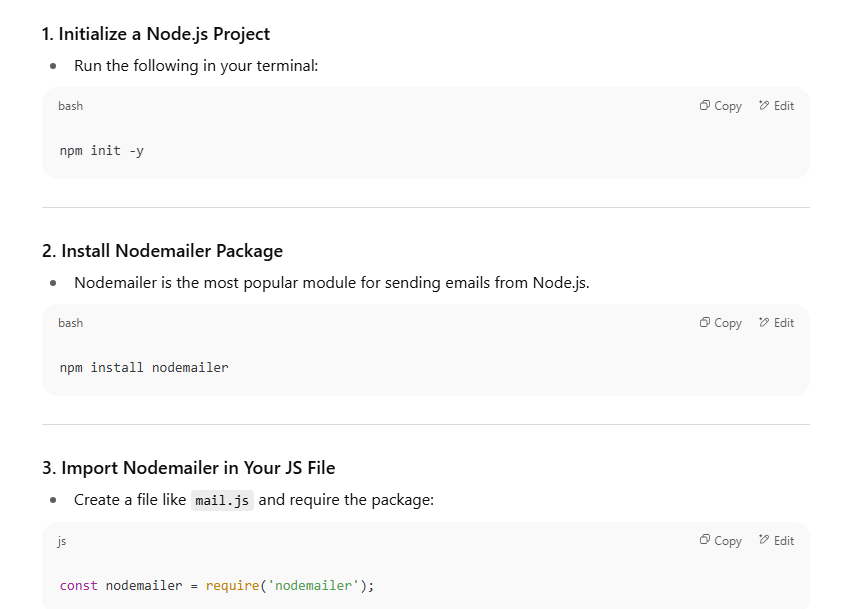 1. Initialize a Node.js Project
• Run the following in your terminal:
bash Copy Edit
npm init -y
2. Install Nodemailer Package
• Nodemailer is the most popular module for sending emails from Node.js.
bash Copy Edit
npm install nodemailer
3. Import Nodemailer in Your JS File
• Create a file like mail.js and require the package:
js Copy Edit
const nodemailer = require('nodemailer');